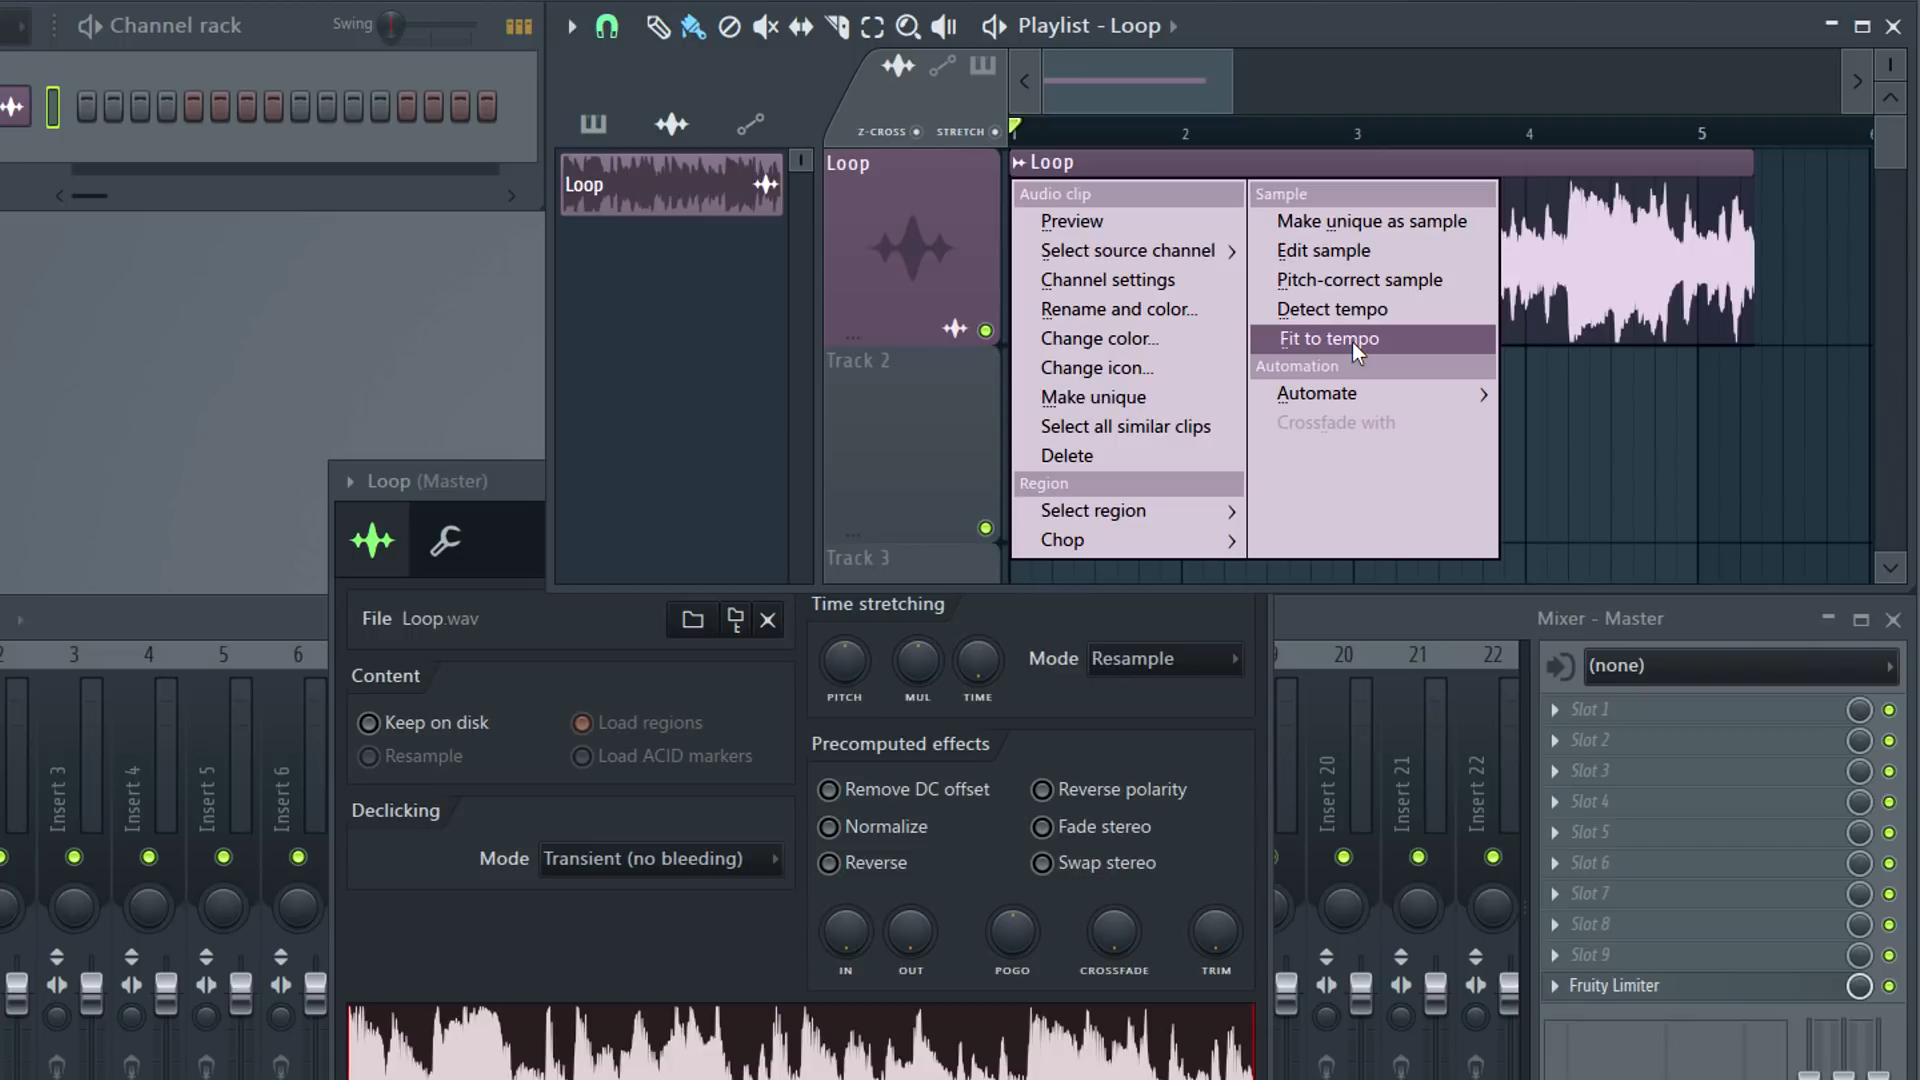 Channel rack
Swing
Playlist - Loop
Z-CROSS
STRETCH
2
3
4
5
Loop
Loop
Loop
Track 2
Track 3
Audio clip
Preview
Select source channel
Channel settings
Rename and color...
Change color...
Change icon...
Make unique
Select all similar clips
Delete
Region
Select region
Chop
Sample
Make unique as sample
Edit sample
Pitch-correct sample
Detect tempo
Fit to tempo
Automation
Automate
Crossfade with
Loop (Master)
File Loop.wav
Content
Keep on disk
Load regions
Resample
Load ACID markers
Declicking
Mode Transient (no bleeding)
Time stretching
PITCH
MUL
TIME
Mode Resample
Precomputed effects
Remove DC offset
Reverse polarity
Normalize
Fade stereo
Reverse
Swap stereo
IN
OUT
POGO
CROSSFADE
TRIM
2 3 4 5 6
Insert 3
Insert 4
Insert 5
Insert 6
20 21 22
Insert 20
Insert 21
Insert 22
Mixer - Master
(none)
Slot 1
Slot 2
Slot 3
Slot 4
Slot 5
Slot 6
Slot 7
Slot 8
Slot 9
Fruity Limiter